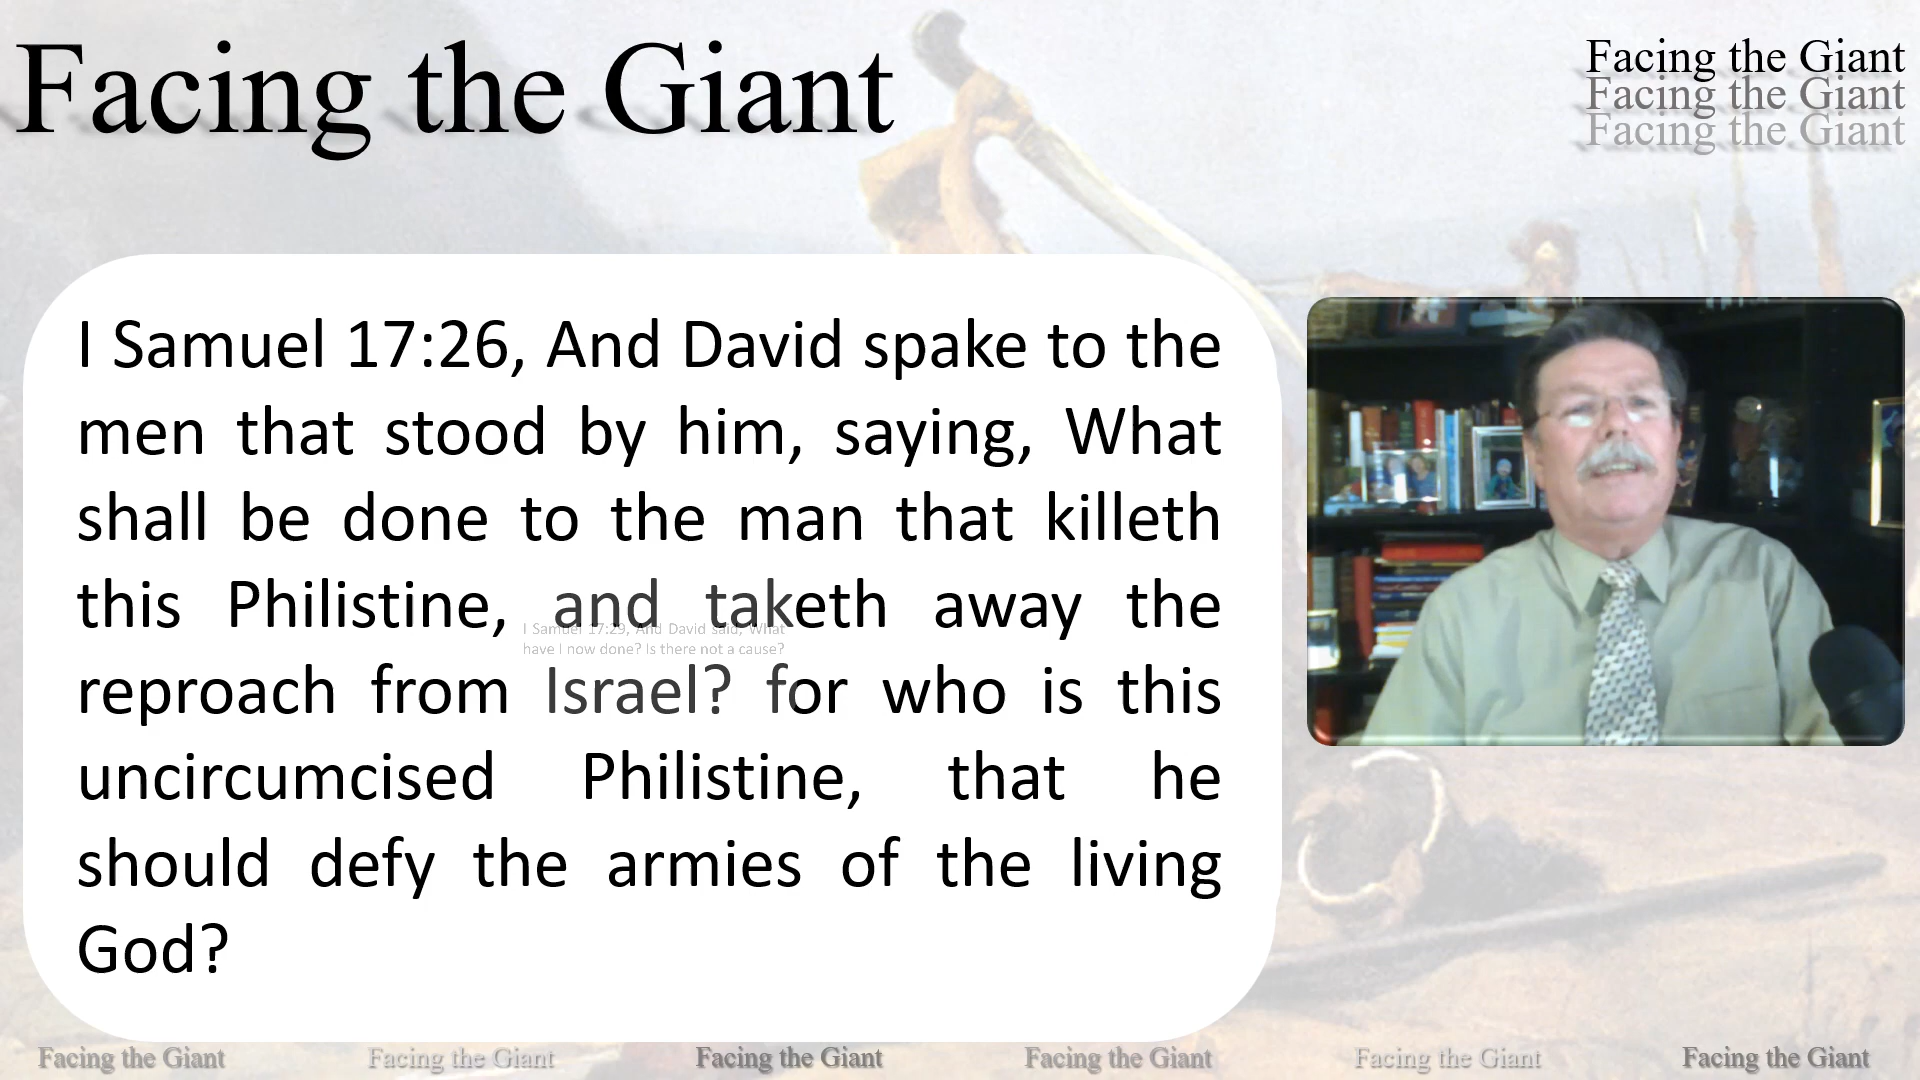 Facing the Giant
Facing the Giant
Facing the Giant
Facing the Giant
I Samuel 17:26, And David spake to the
men that stood by him, saying, What
shall be done to the man that killeth
this Philistine, and taketh away the
I Samuel 17:29, And David said, What
have I now done? Is there not a cause?
reproach from Israel? for who is this
uncircumcised Philistine, that he
should defy the armies of the living
God?
Facing the Giant Facing the Giant Facing the Giant Facing the Giant Facing the Giant Facing the Giant